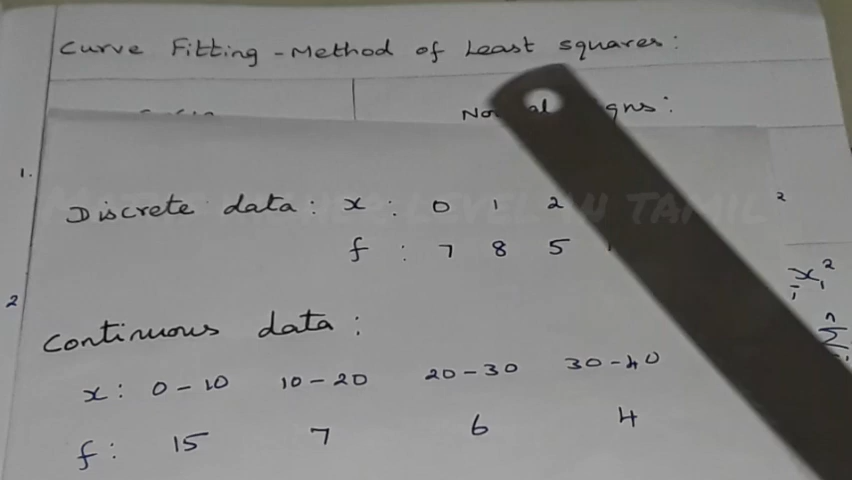 Curve Fitting - Method of Least squares:
1.
Discrete data: x : 0 1 2
f : 7 8 5
2
Continuous data:
x: 0-10 10-20 20-30 30-40
f: 15 7 6 4